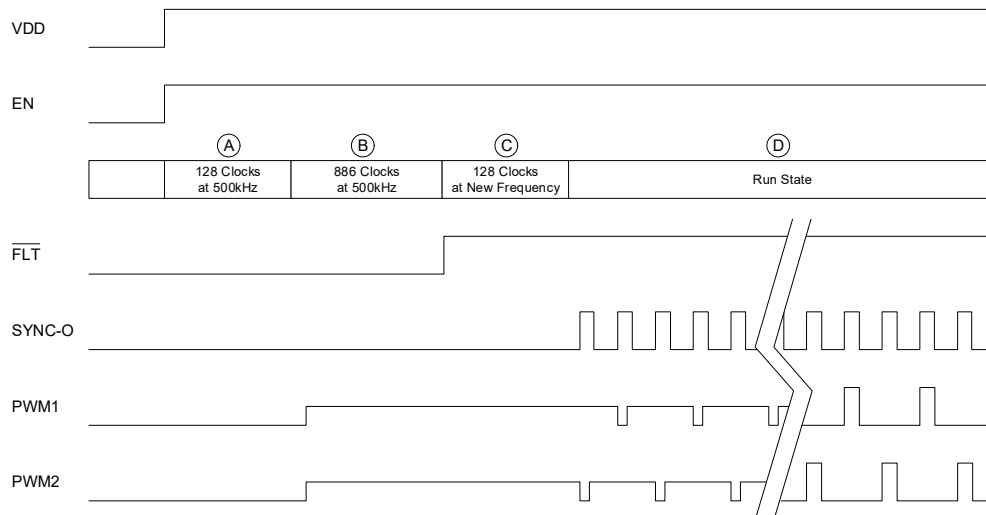 VDD
EN
A
B
C
D
128 Clocks
at 500kHz
886 Clocks
at 500kHz
128 Clocks
at New Frequency
Run State
FLT
SYNC-O
PWM1
PWM2